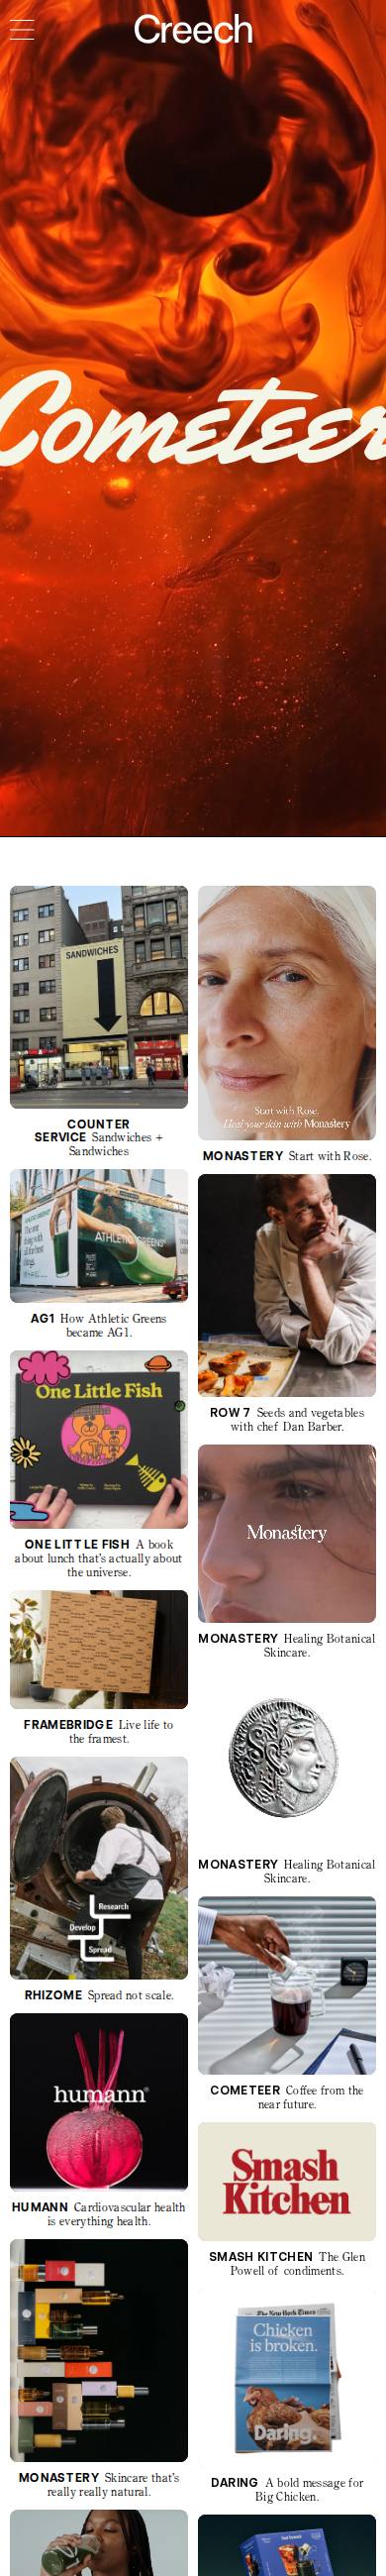 Creech
Cometeer
SANDWICHES
COUNTER
SERVICE Sandwiches +
Sandwiches
ATHLETIC GREENS
AG1 How Athletic Greens
became AG1.
One Little Fish
ONE LITTLE FISH A book
about lunch that's actually about
the universe.
FRAMEBRIDGE Live life to
the framest.
Research
Develop
Spread
RHIZOME Spread not scale.
humann
HUMANN Cardiovascular health
is everything health.
MONASTERY Skincare that's
really really natural.
Start with Rose.
Heal your skin with Monastery
MONASTERY Start with Rose.
ROW 7 Seeds and vegetables
with chef Dan Barber.
Monastery
MONASTERY Healing Botanical
Skincare.
MONASTERY Healing Botanical
Skincare.
COMETEER Coffee from the
near future.
Smash
Kitchen
SMASH KITCHEN The Glen
Powell of condiments.
The New York Times
Chicken
is broken.
Daring.
DARING A bold message for
Big Chicken.